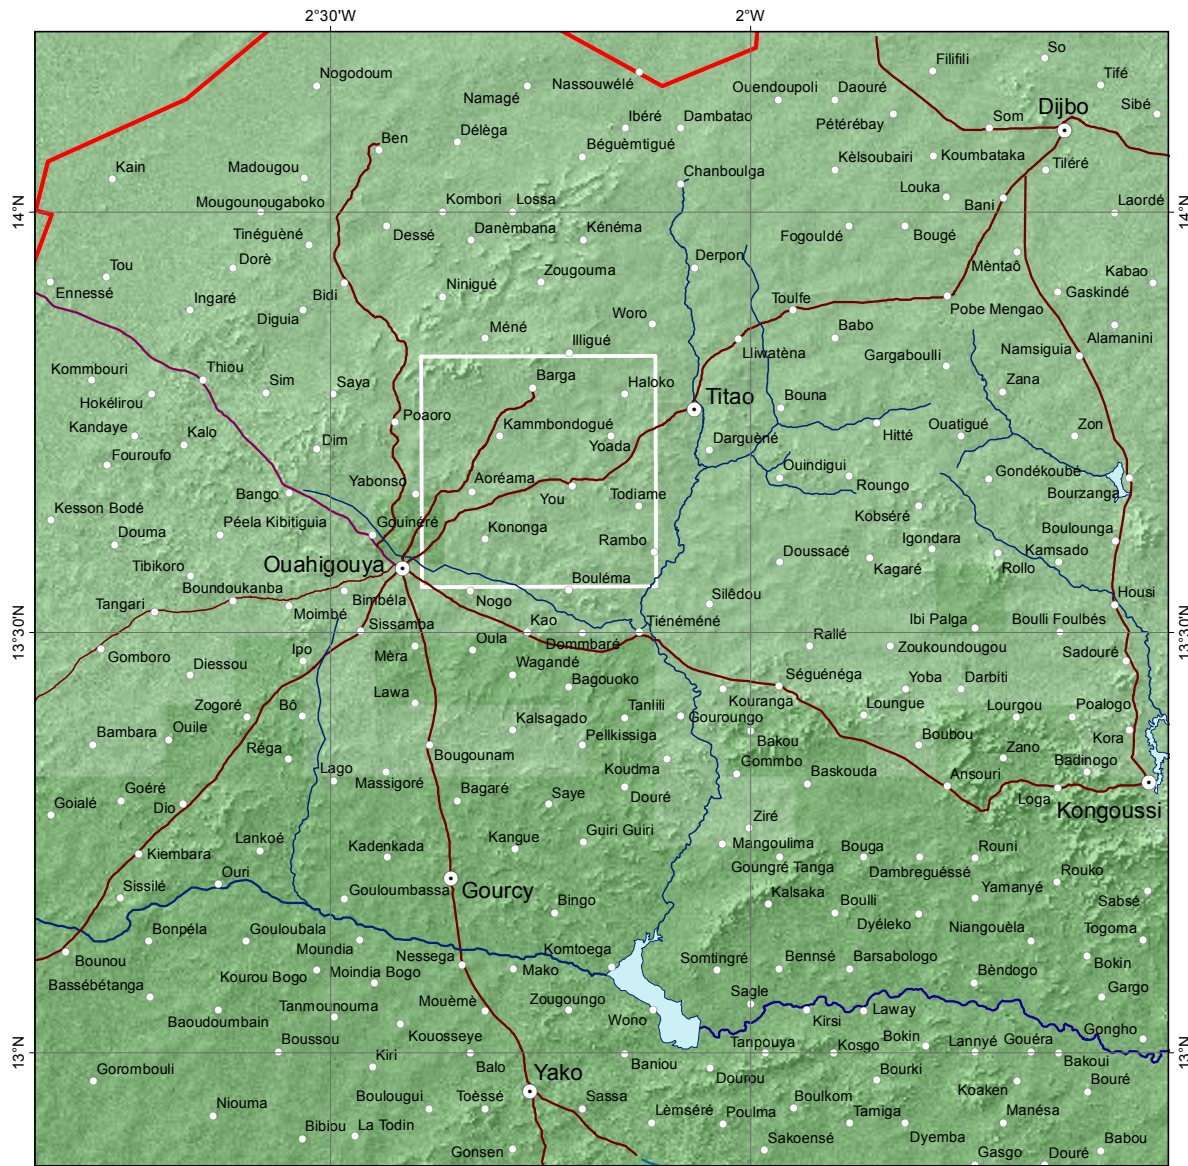 2°30'W
2°W
So
Filifili
Nogodoum
Nassouwélé
Tifé
Namagé
Ouendoupoli
Daouré
Dijbo
Sibé
Ibéré
Dambatao
Pétérébay
Som
Ben
Délèga
Béguèmtigué
Kèlsoubairi
Koumbataka
Tiléré
Kain
Madougou
Chanboulga
Louka
Mougounougaboko
Kombori
Lossa
Bani
Laordé
14°N
14°N
Tinéguèné
Dessé
Danèmbana
Kénéma
Fogouldé
Bougé
Dorè
Derpon
Tou
Zougouma
Mèntaô
Kabao
Ennessé
Ingaré
Bidi
Ninigué
Toulfe
Gaskindé
Diguia
Woro
Pobe Mengao
Méné
Babo
Alamanini
Illigué
Lliwatèna
Gargaboulli
Namsiguia
Kommbouri
Thiou
Sim
Saya
Barga
Haloko
Zana
Hokélirou
Titao
Bouna
Kandaye
Kalo
Dim
Poaoro
Kammbondogué
Yoada
Hitté
Ouatigué
Zon
Fouroufo
Darguèné
Ouindigui
Gondékoubé
Bango
Yabonso
Aoréama
You
Todiame
Roungo
Bourzanga
Kesson Bodé
Péela Kibitiguia
Gouinéré
Kobséré
Douma
Kononga
Rambo
Igondara
Boulounga
Ouahigouya
Doussacé
Kagaré
Rollo
Kamsado
Tibikoro
Boundoukanba
Bouléma
Tangari
Moimbé
Bimbéla
Nogo
Silêdou
Housi
Sissamba
Kao
Tiénéméné
Ibi Palga
Boulli Foulbés
13°30'N
13°30'N
Oula
Dommbaré
Rallé
Gomboro
Ipo
Mèra
Zoukoundougou
Sadouré
Diessou
Wagandé
Séguénéga
Bagouoko
Yoba
Darbiti
Zogoré
Bô
Lawa
Kouranga
Loungue
Lourgou
Poalogo
Ouile
Kalsagado
Tanlili
Gouroungo
Bambara
Réga
Bougounam
Pellkissiga
Bakou
Boubou
Zano
Kora
Lago
Massigoré
Koudma
Gommbo
Baskouda
Ansouri
Badinogo
Goialé
Goéré
Dio
Bagaré
Saye
Douré
Loga
Kongoussi
Lankoé
Kadenkada
Kangue
Guiri Guiri
Ziré
Mangoulima
Kiembara
Goungré Tanga
Bouga
Dambreguéssé
Rouni
Sissilé
Ouri
Gouloumbassa
Gourcy
Bingo
Kalsaka
Yamanyé
Rouko
Sabsé
Boulli
Bonpéla
Gouloubala
Dyéleko
Niangouèla
Togoma
Moundia
Komtoega
Bounou
Nessega
Somtingré
Bennsé
Barsabologo
Bokin
Bassébétanga
Kourou Bogo
Moindia Bogo
Mako
Bèndogo
Gargo
Tanmounouma
Mouèmè
Zougoungo
Sagle
Baoudoumbain
Wono
Kirsi
Laway
Boussou
Kouosseye
Tanpouya
Kosgo
Bokin
Gongho
Lannyé
Gouéra
13°N
13°N
Kiri
Balo
Yako
Baniou
Bakoui
Gorombouli
Dourou
Bourki
Koaken
Bouré
Niouma
Boulougui
Toèssé
Sassa
Lèmséré
Poulma
Boulkom
Tamiga
Manésa
Bibiou
La Todin
Sakoensé
Dyemba
Babou
Gonsen
Gasgo
Douré